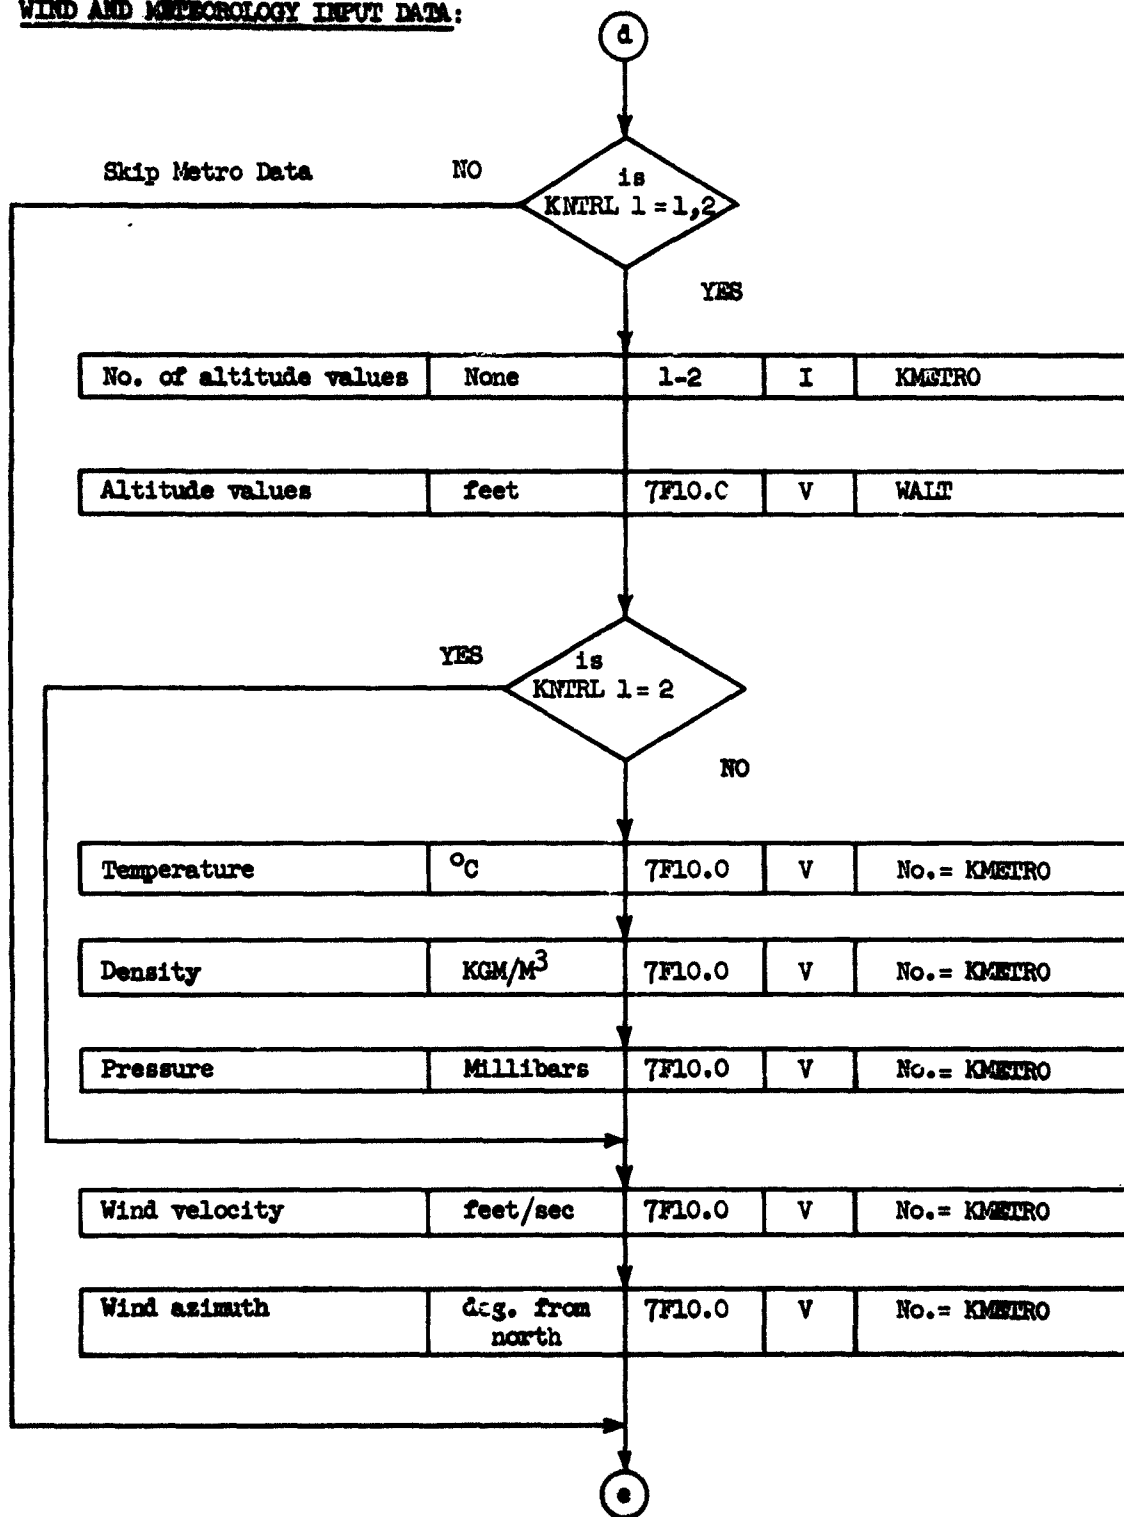 WIND AND METEOROLOGY INPUT DATA:
d
Skip Metro Data NO
is
KNTRL 1 = 1,2
YES
No. of altitude values None 1-2 I KMETRO
Altitude values feet 7F10.C V WALT
YES
is
KNTRL 1 = 2
NO
Temperature °C 7F10.0 V No.= KMETRO
Density KGM/M³ 7F10.0 V No.= KMETRO
Pressure Millibars 7F10.0 V No.= KMETRO
Wind velocity feet/sec 7F10.0 V No.= KMETRO
Wind azimuth deg. from 7F10.0 V No.= KMETRO
north
e